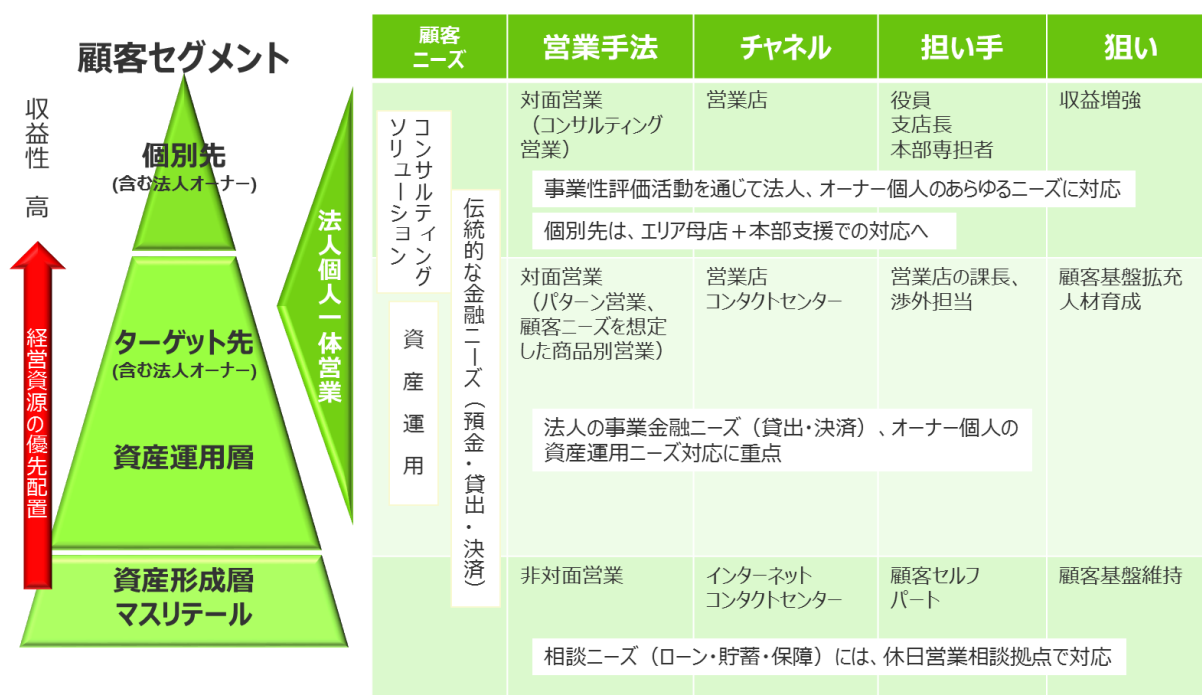 顧客セグメント
収益性 高
経営資源の優先配置
個別先
(含む法人オーナー)
ターゲット先
(含む法人オーナー)
資産運用層
資産形成層
マスリテール
法人個人一体営業
顧客
ニーズ
営業手法
チャネル
担い手
狙い
コンサルティング
ソリューション
資産運用
伝統的な金融ニーズ（預金・貸出・決済）
対面営業
（コンサルティング
営業）
営業店
役員
支店長
本部専担者
収益増強
事業性評価活動を通じて法人、オーナー個人のあらゆるニーズに対応
個別先は、エリア母店＋本部支援での対応へ
対面営業
（パターン営業、
顧客ニーズを想定
した商品別営業）
営業店
コンタクトセンター
営業店の課長、
渉外担当
顧客基盤拡充
人材育成
法人の事業金融ニーズ（貸出・決済）、オーナー個人の
資産運用ニーズ対応に重点
非対面営業
インターネット
コンタクトセンター
顧客セルフ
パート
顧客基盤維持
相談ニーズ（ローン・貯蓄・保障）には、休日営業相談拠点で対応